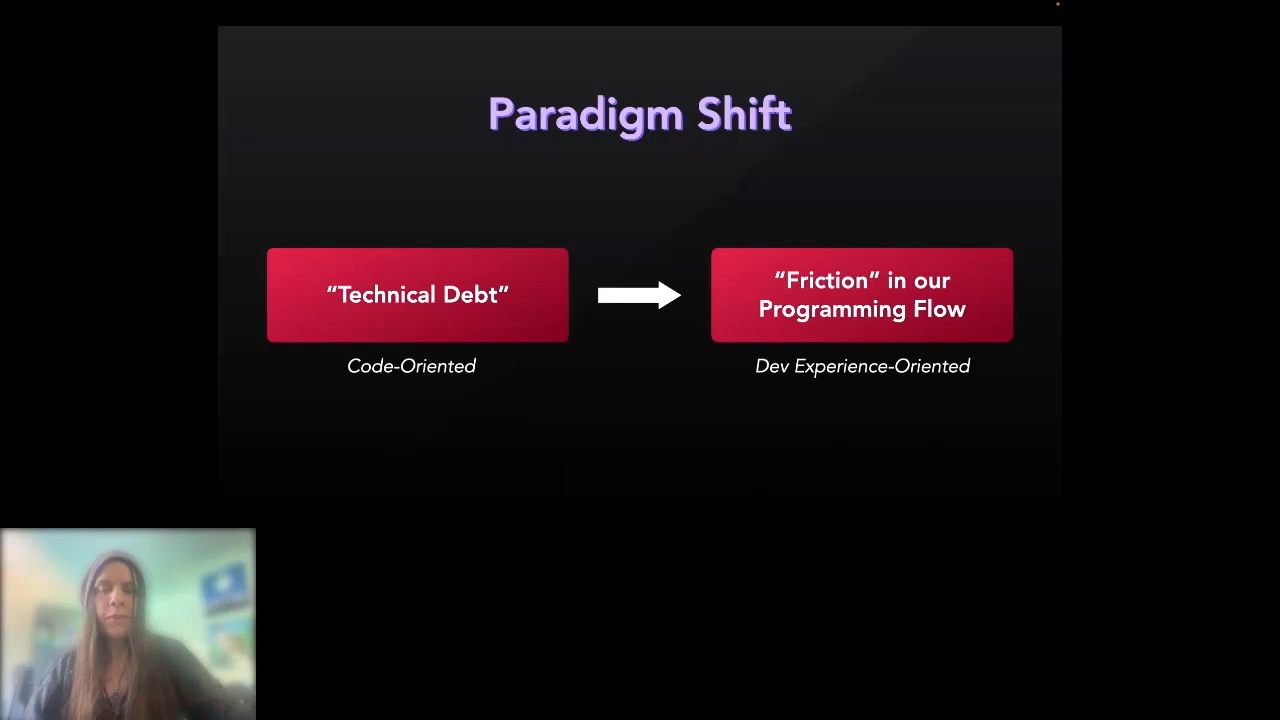 Paradigm Shift
“Technical Debt”
Code-Oriented
“Friction” in our
Programming Flow
Dev Experience-Oriented